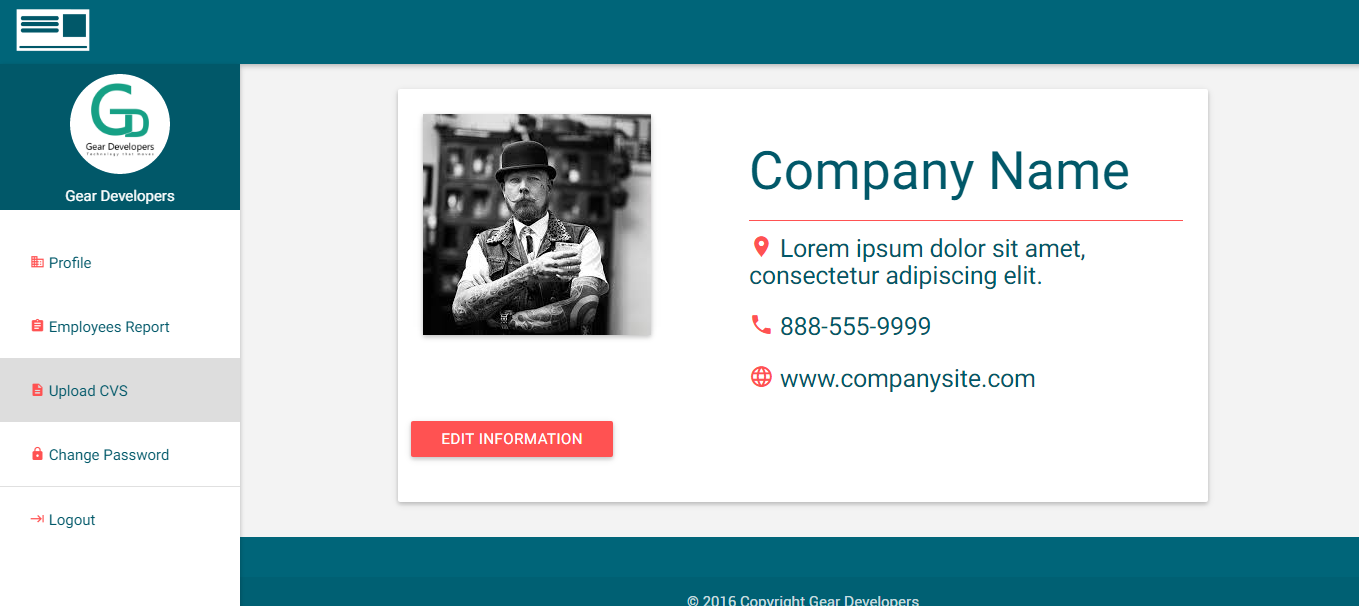 Gear Developers
Technology that moves
Gear Developers
Profile
Employees Report
Upload CVS
Change Password
Logout
Company Name
Lorem ipsum dolor sit amet,
consectetur adipiscing elit.
888-555-9999
www.companysite.com
EDIT INFORMATION
© 2016 Copyright Gear Developers